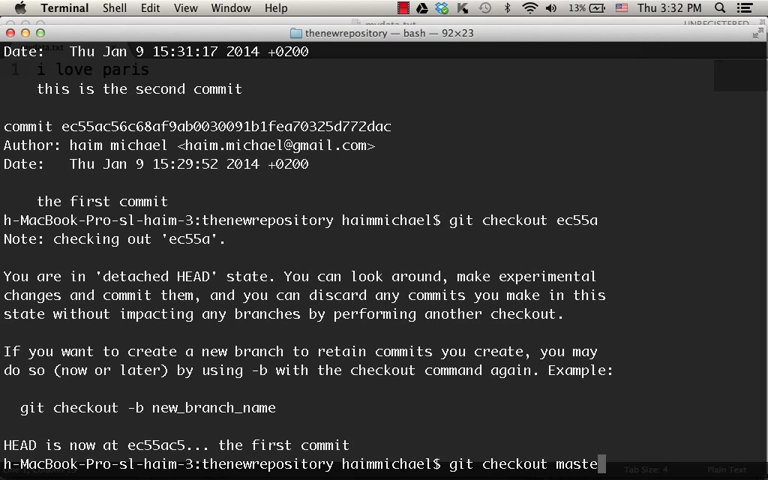 Terminal Shell Edit View Window Help 13% Thu 3:32 PM
UNREGISTERED
thenewrepository — bash — 92×23
Date:   Thu Jan 9 15:31:17 2014 +0200
1 i love paris
this is the second commit
commit ec55ac56c68af9ab0030091b1fea70325d772dac
Author: haim michael <haim.michael@gmail.com>
Date:   Thu Jan 9 15:29:52 2014 +0200
the first commit
h-MacBook-Pro-sl-haim-3:thenewrepository haimmichael$ git checkout ec55a
Note: checking out 'ec55a'.
You are in 'detached HEAD' state. You can look around, make experimental
changes and commit them, and you can discard any commits you make in this
state without impacting any branches by performing another checkout.
If you want to create a new branch to retain commits you create, you may
do so (now or later) by using -b with the checkout command again. Example:
git checkout -b new_branch_name
HEAD is now at ec55ac5... the first commit
h-MacBook-Pro-sl-haim-3:thenewrepository haimmichael$ git checkout maste
Tab Size: 4 Plain Text